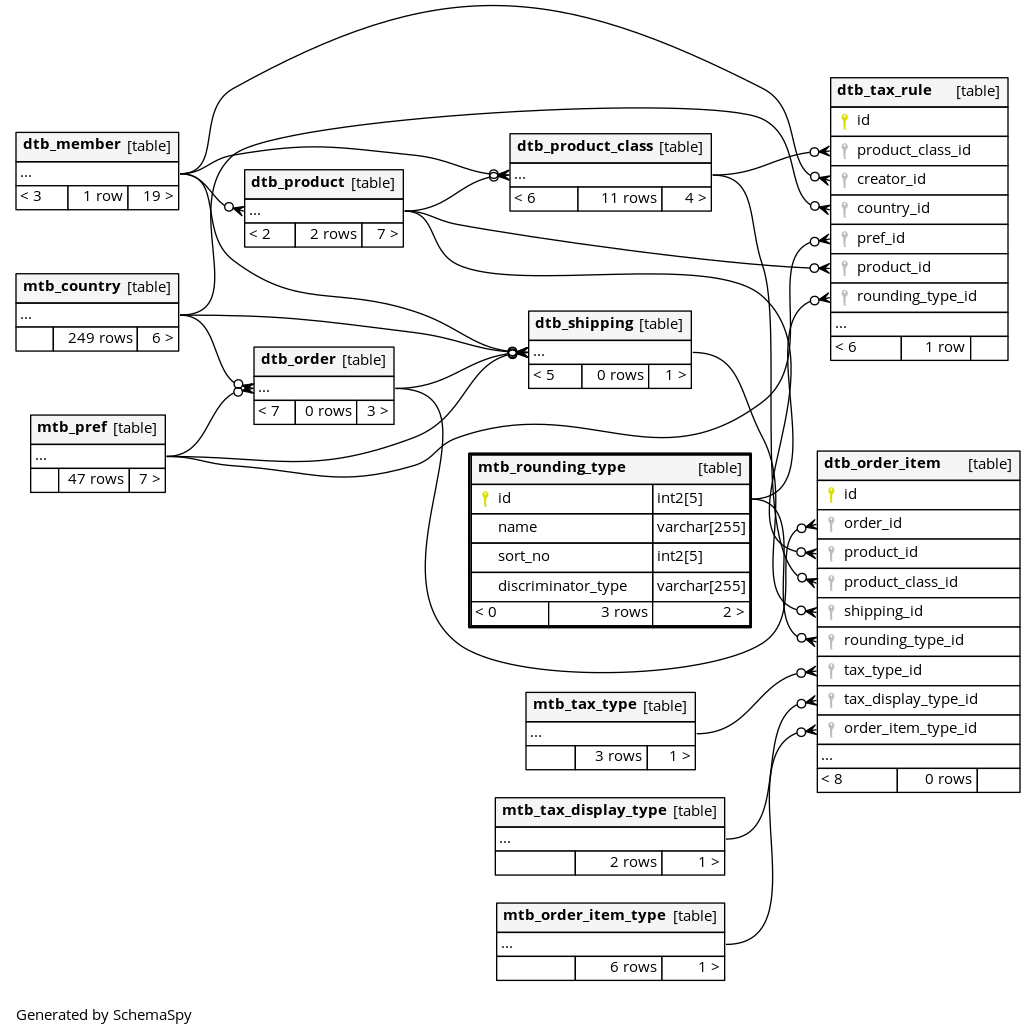 dtb_member [table]
...
< 3 1 row 19 >
mtb_country [table]
...
249 rows 6 >
mtb_pref [table]
...
47 rows 7 >
dtb_product [table]
...
< 2 2 rows 7 >
dtb_order [table]
...
< 7 0 rows 3 >
dtb_product_class [table]
...
< 6 11 rows 4 >
dtb_shipping [table]
...
< 5 0 rows 1 >
mtb_rounding_type [table]
id int2[5]
name varchar[255]
sort_no int2[5]
discriminator_type varchar[255]
< 0 3 rows 2 >
mtb_tax_type [table]
...
3 rows 1 >
mtb_tax_display_type [table]
...
2 rows 1 >
mtb_order_item_type [table]
...
6 rows 1 >
dtb_tax_rule [table]
id
product_class_id
creator_id
country_id
pref_id
product_id
rounding_type_id
...
< 6 1 row
dtb_order_item [table]
id
order_id
product_id
product_class_id
shipping_id
rounding_type_id
tax_type_id
tax_display_type_id
order_item_type_id
...
< 8 0 rows
Generated by SchemaSpy